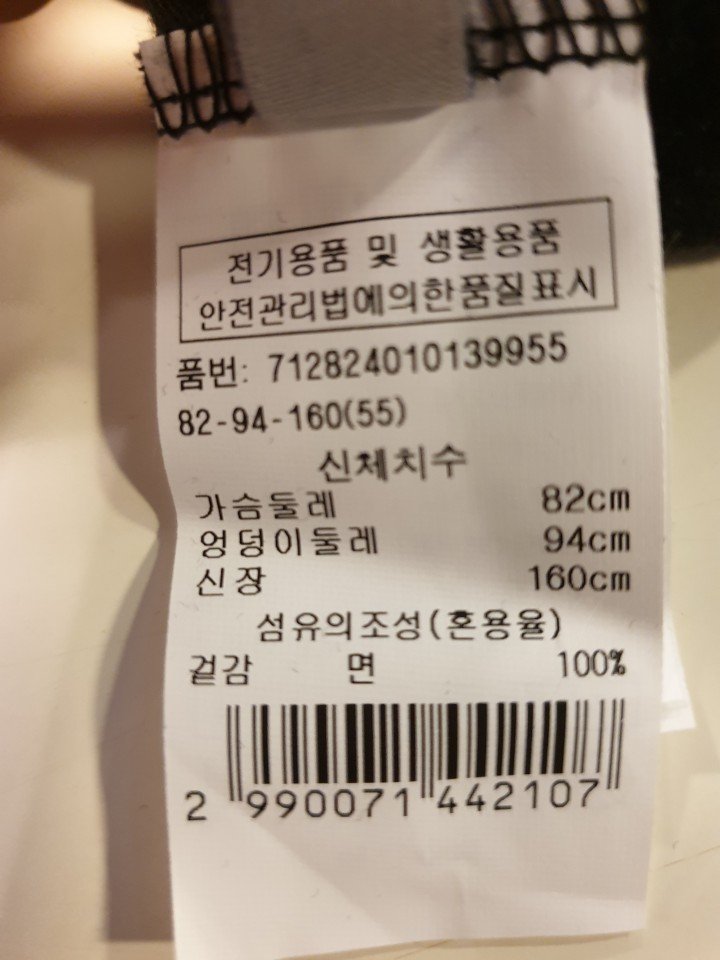 전기용품 및 생활용품
안전관리법에의한품질표시
품번: 712824010139955
82-94-160(55)
신체치수
가슴둘레 82cm
엉덩이둘레 94cm
신장 160cm
섬유의조성(혼용율)
겉감 면 100%
2 990071 442107